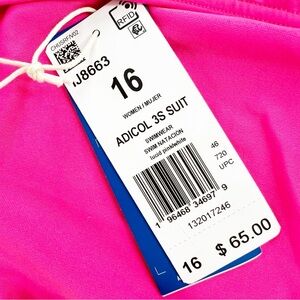 RFID
IJ8663
16
WOMEN / MUJER
ADICOL 3S SUIT
SWIMWEAR
SWIM NATACION
lucid pink/white
46
720
UPC
1 96468 34697 9
132017246
16 $ 65.00